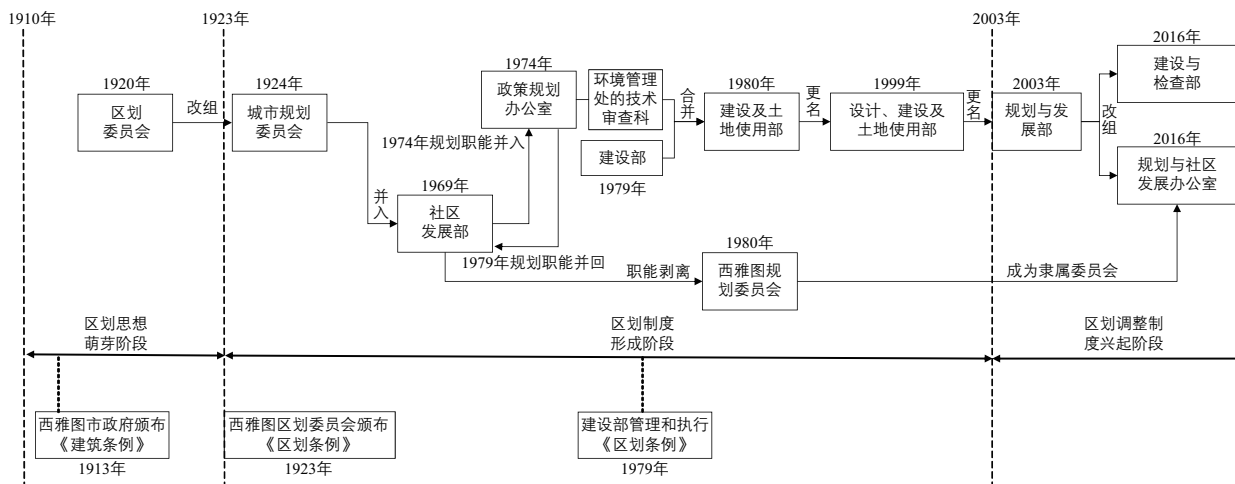 1910年
1923年
2003年
1920年
区划
委员会
改组
1924年
城市规划
委员会
并入
1969年
社区
发展部
1974年规划职能并入
1979年规划职能并回
1974年
政策规划
办公室
环境管理
处的技术
审查科
建设部
1979年
合并
1980年
建设及土
地使用部
更名
1999年
设计、建设及
土地使用部
更名
2003年
规划与发
展部
改组
2016年
建设与
检查部
2016年
规划与社区
发展办公室
职能剥离
1980年
西雅图规
划委员会
成为隶属委员会
区划思想
萌芽阶段
区划制度
形成阶段
区划调整制
度兴起阶段
西雅图市政府颁布
《建筑条例》
1913年
西雅图区划委员会颁布
《区划条例》
1923年
建设部管理和执行
《区划条例》
1979年